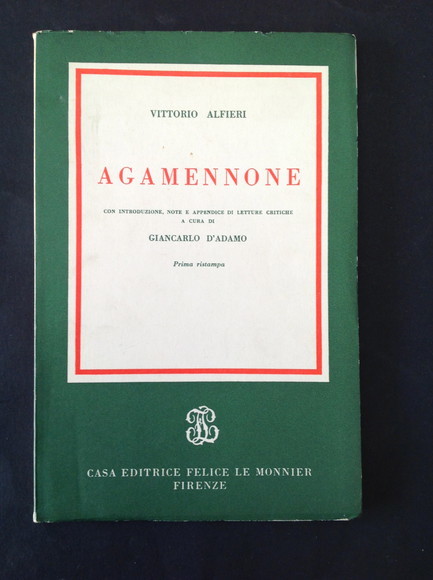 VITTORIO ALFIERI
AGAMENNONE
CON INTRODUZIONE, NOTE E APPENDICE DI LETTURE CRITICHE
A CURA DI
GIANCARLO D'ADAMO
Prima ristampa
CASA EDITRICE FELICE LE MONNIER
FIRENZE